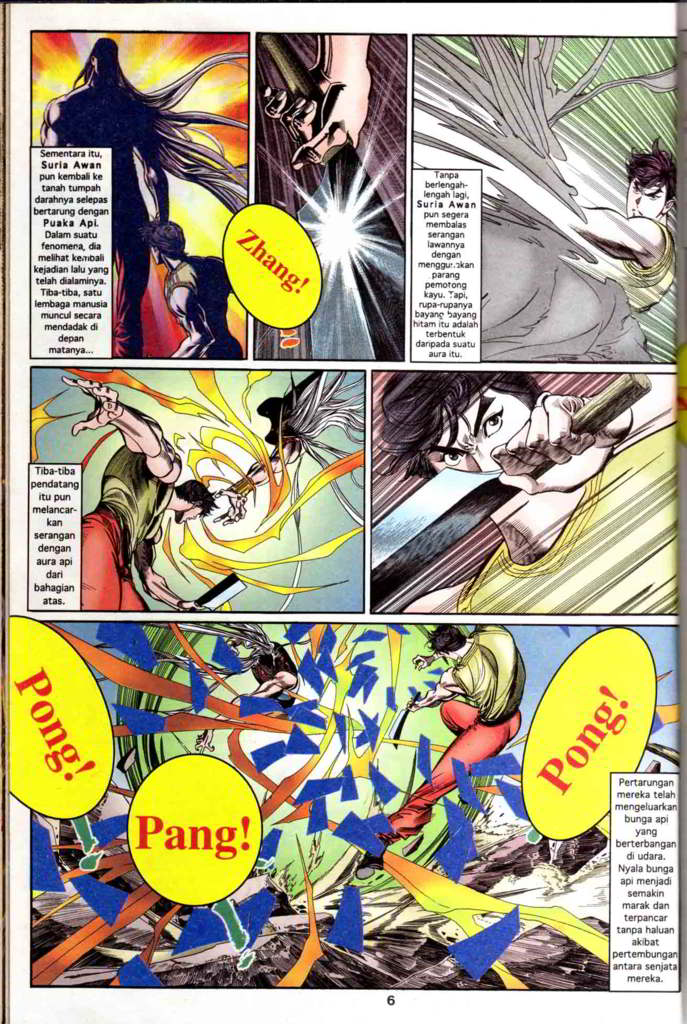 Sementara itu,
Suria Awan
pun kembali ke
tanah tumpah
darahnya selepas
bertarung dengan
Puaka Api.
Dalam suatu
fenomena, dia
melihat kembali
kejadian lalu yang
telah dialaminya.
Tiba-tiba, satu
lembaga manusia
muncul secara
mendadak di
depan
matanya...
Zhang!
Tanpa
berlengah-
lengah lagi,
Suria Awan
pun segera
membalas
serangan
lawannya
dengan
menggunakan
parang
pemotong
kayu. Tapi,
rupa-rupanya
bayang-bayang
hitam itu adalah
terbentuk
daripada suatu
aura itu.
Tiba-tiba
pendatang
itu pun
melancar-
kan
serangan
dengan
aura api
dari
bahagian
atas.
Pong!
Pang!
Pong!
Pertarungan
mereka telah
mengeluarkan
bunga api
yang
berterbangan
di udara.
Nyala bunga
api menjadi
semakin
marak dan
terpancar
tanpa haluan
akibat
pertembungan
antara senjata
mereka.
6